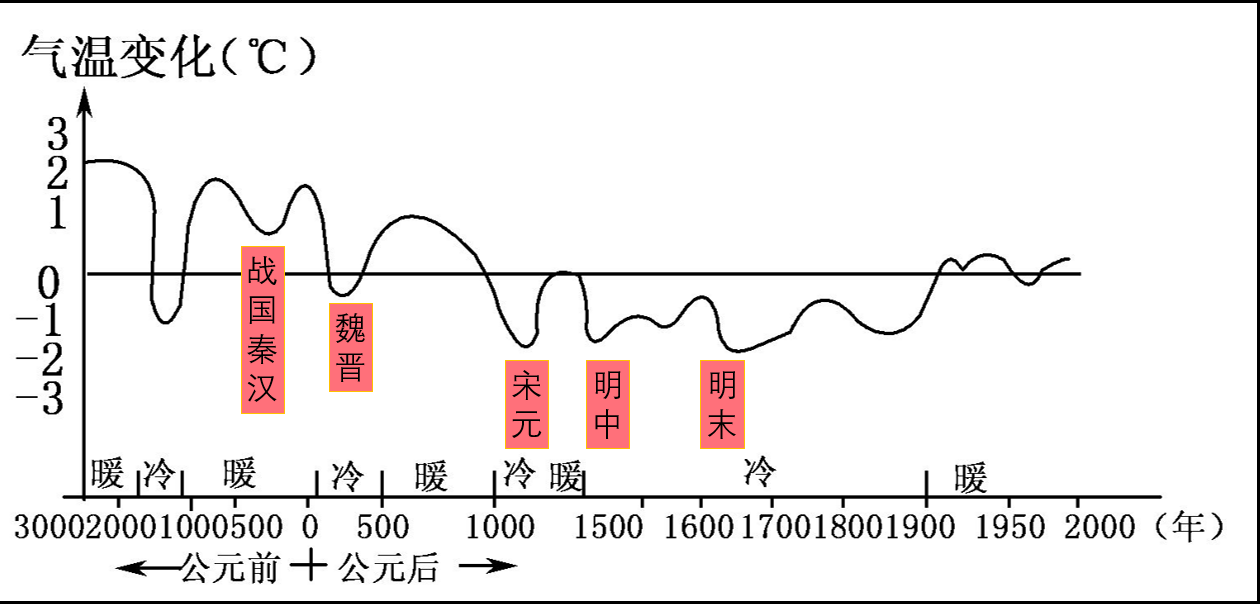 气温变化(℃)
3
2
1
0
-1
-2
-3
战国秦汉
魏晋
宋元
明中
明末
暖 冷 暖 冷 暖 冷 暖 冷 暖
3000 2000 1000 500 0 500 1000 1500 1600 1700 1800 1900 1950 2000 (年)
公元前 公元后